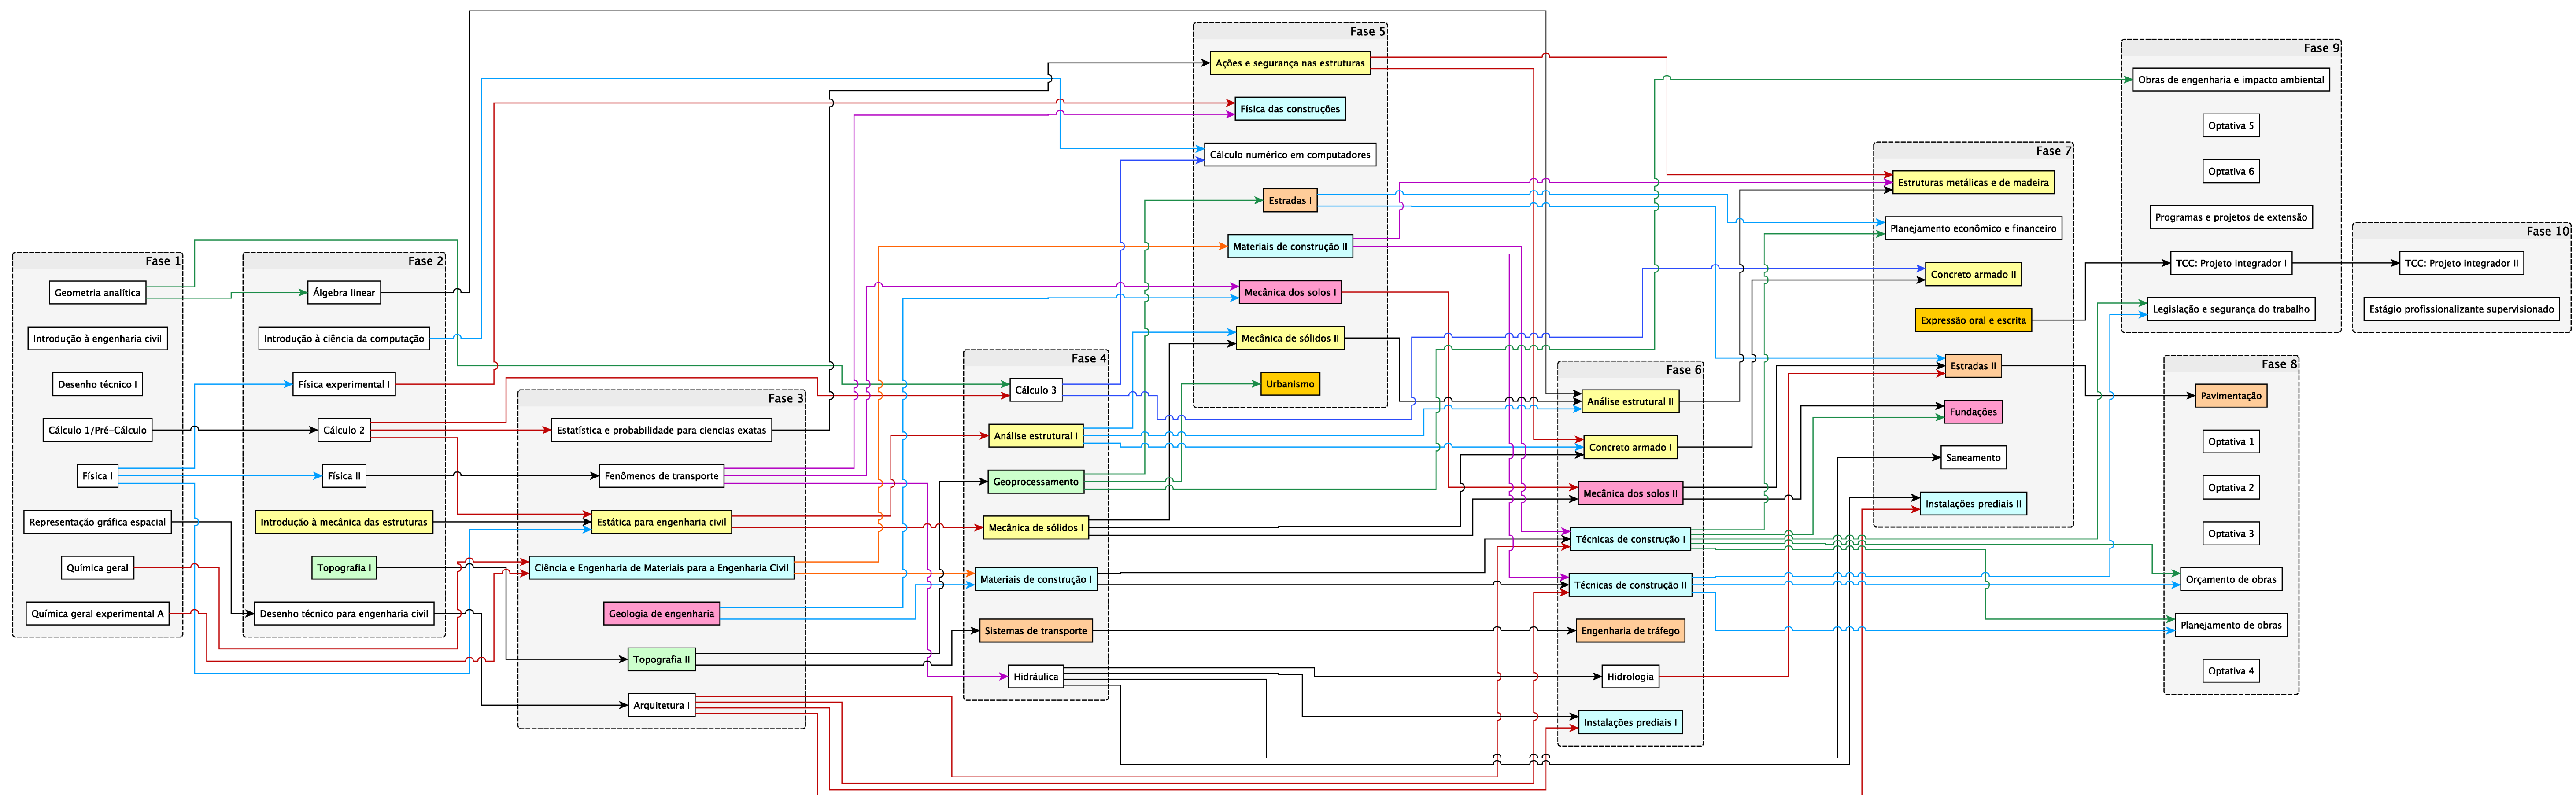 Fase 1
Geometria analítica
Introdução à engenharia civil
Desenho técnico I
Cálculo 1/Pré-Cálculo
Física I
Representação gráfica espacial
Química geral
Química geral experimental A
Fase 2
Álgebra linear
Introdução à ciência da computação
Física experimental I
Cálculo 2
Física II
Introdução à mecânica das estruturas
Topografia I
Desenho técnico para engenharia civil
Fase 3
Estatística e probabilidade para ciencias exatas
Fenômenos de transporte
Estática para engenharia civil
Ciência e Engenharia de Materiais para a Engenharia Civil
Geologia de engenharia
Topografia II
Arquitetura I
Fase 4
Cálculo 3
Análise estrutural I
Geoprocessamento
Mecânica de sólidos I
Materiais de construção I
Sistemas de transporte
Hidráulica
Fase 5
Ações e segurança nas estruturas
Física das construções
Cálculo numérico em computadores
Estradas I
Materiais de construção II
Mecânica dos solos I
Mecânica de sólidos II
Urbanismo
Fase 6
Análise estrutural II
Concreto armado I
Mecânica dos solos II
Técnicas de construção I
Técnicas de construção II
Engenharia de tráfego
Hidrologia
Instalações prediais I
Fase 7
Estruturas metálicas e de madeira
Planejamento econômico e financeiro
Concreto armado II
Expressão oral e escrita
Estradas II
Fundações
Saneamento
Instalações prediais II
Fase 9
Obras de engenharia e impacto ambiental
Optativa 5
Optativa 6
Programas e projetos de extensão
TCC: Projeto integrador I
Legislação e segurança do trabalho
Fase 8
Pavimentação
Optativa 1
Optativa 2
Optativa 3
Orçamento de obras
Planejamento de obras
Optativa 4
Fase 10
TCC: Projeto integrador II
Estágio profissionalizante supervisionado